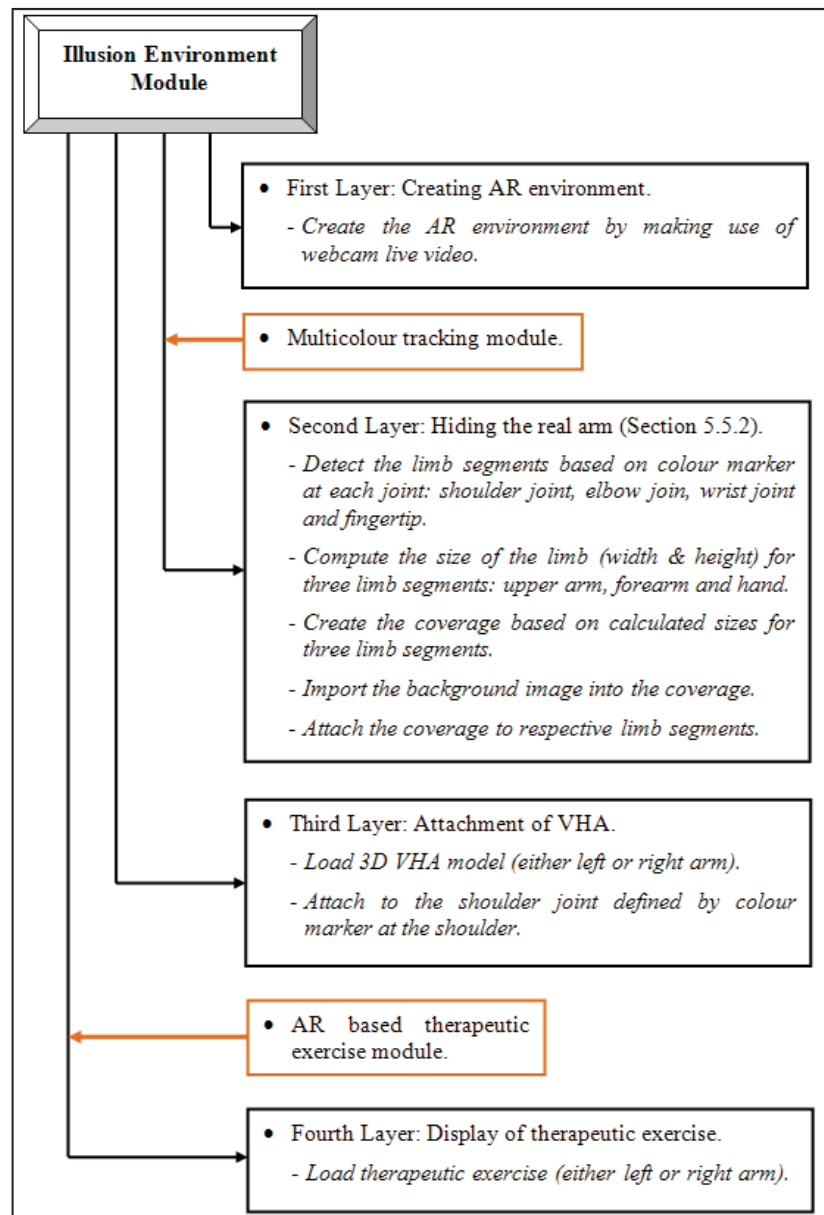 Illusion Environment
Module
• First Layer: Creating AR environment.
- Create the AR environment by making use of
webcam live video.
• Multicolour tracking module.
• Second Layer: Hiding the real arm (Section 5.5.2).
- Detect the limb segments based on colour marker
at each joint: shoulder joint, elbow join, wrist joint
and fingertip.
- Compute the size of the limb (width & height) for
three limb segments: upper arm, forearm and hand.
- Create the coverage based on calculated sizes for
three limb segments.
- Import the background image into the coverage.
- Attach the coverage to respective limb segments.
• Third Layer: Attachment of VHA.
- Load 3D VHA model (either left or right arm).
- Attach to the shoulder joint defined by colour
marker at the shoulder.
• AR based therapeutic
exercise module.
• Fourth Layer: Display of therapeutic exercise.
- Load therapeutic exercise (either left or right arm).